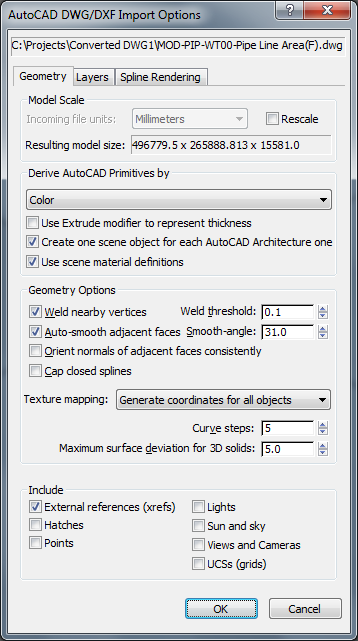 AutoCAD DWG/DXF Import Options
C:\Projects\Converted DWG1\MOD-PIP-WT00-Pipe Line Area(F).dwg
Geometry Layers Spline Rendering
Model Scale
Incoming file units: Millimeters Rescale
Resulting model size: 496779.5 x 265888.813 x 15581.0
Derive AutoCAD Primitives by
Color
Use Extrude modifier to represent thickness
Create one scene object for each AutoCAD Architecture one
Use scene material definitions
Geometry Options
Weld nearby vertices Weld threshold: 0.1
Auto-smooth adjacent faces Smooth-angle: 31.0
Orient normals of adjacent faces consistently
Cap closed splines
Texture mapping: Generate coordinates for all objects
Curve steps: 5
Maximum surface deviation for 3D solids: 5.0
Include
External references (xrefs) Lights
Hatches Sun and sky
Points Views and Cameras
UCSs (grids)
OK Cancel